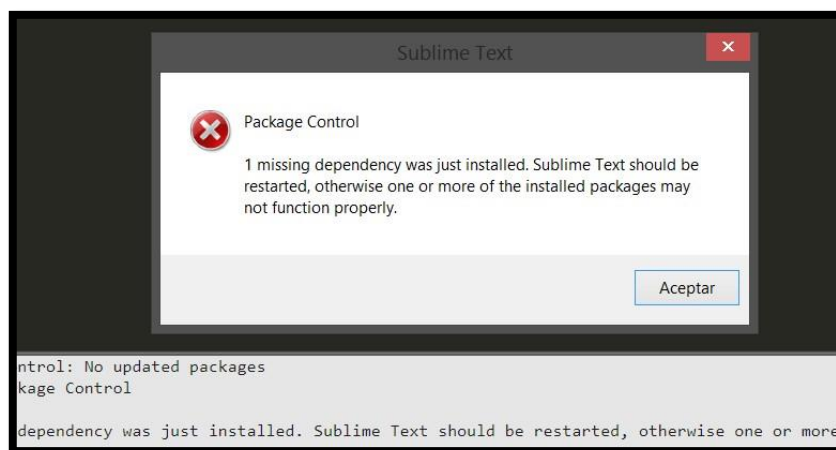 Sublime Text
Package Control
1 missing dependency was just installed. Sublime Text should be
restarted, otherwise one or more of the installed packages may
not function properly.
Aceptar
ntrol: No updated packages
kage Control
dependency was just installed. Sublime Text should be restarted, otherwise one or more